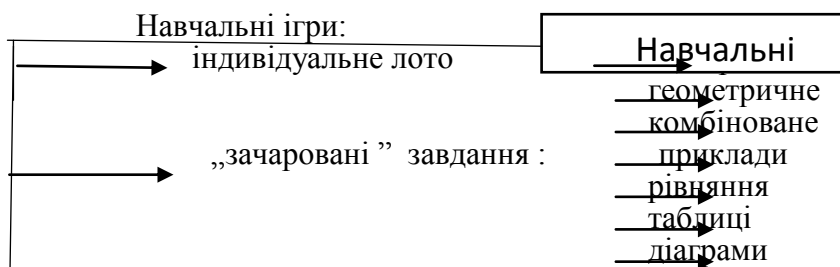 Навчальні ігри:
Навчальні
індивідуальне лото
геометричне
комбіноване
„зачаровані ” завдання :
приклади
рівняння
таблиці
діаграми